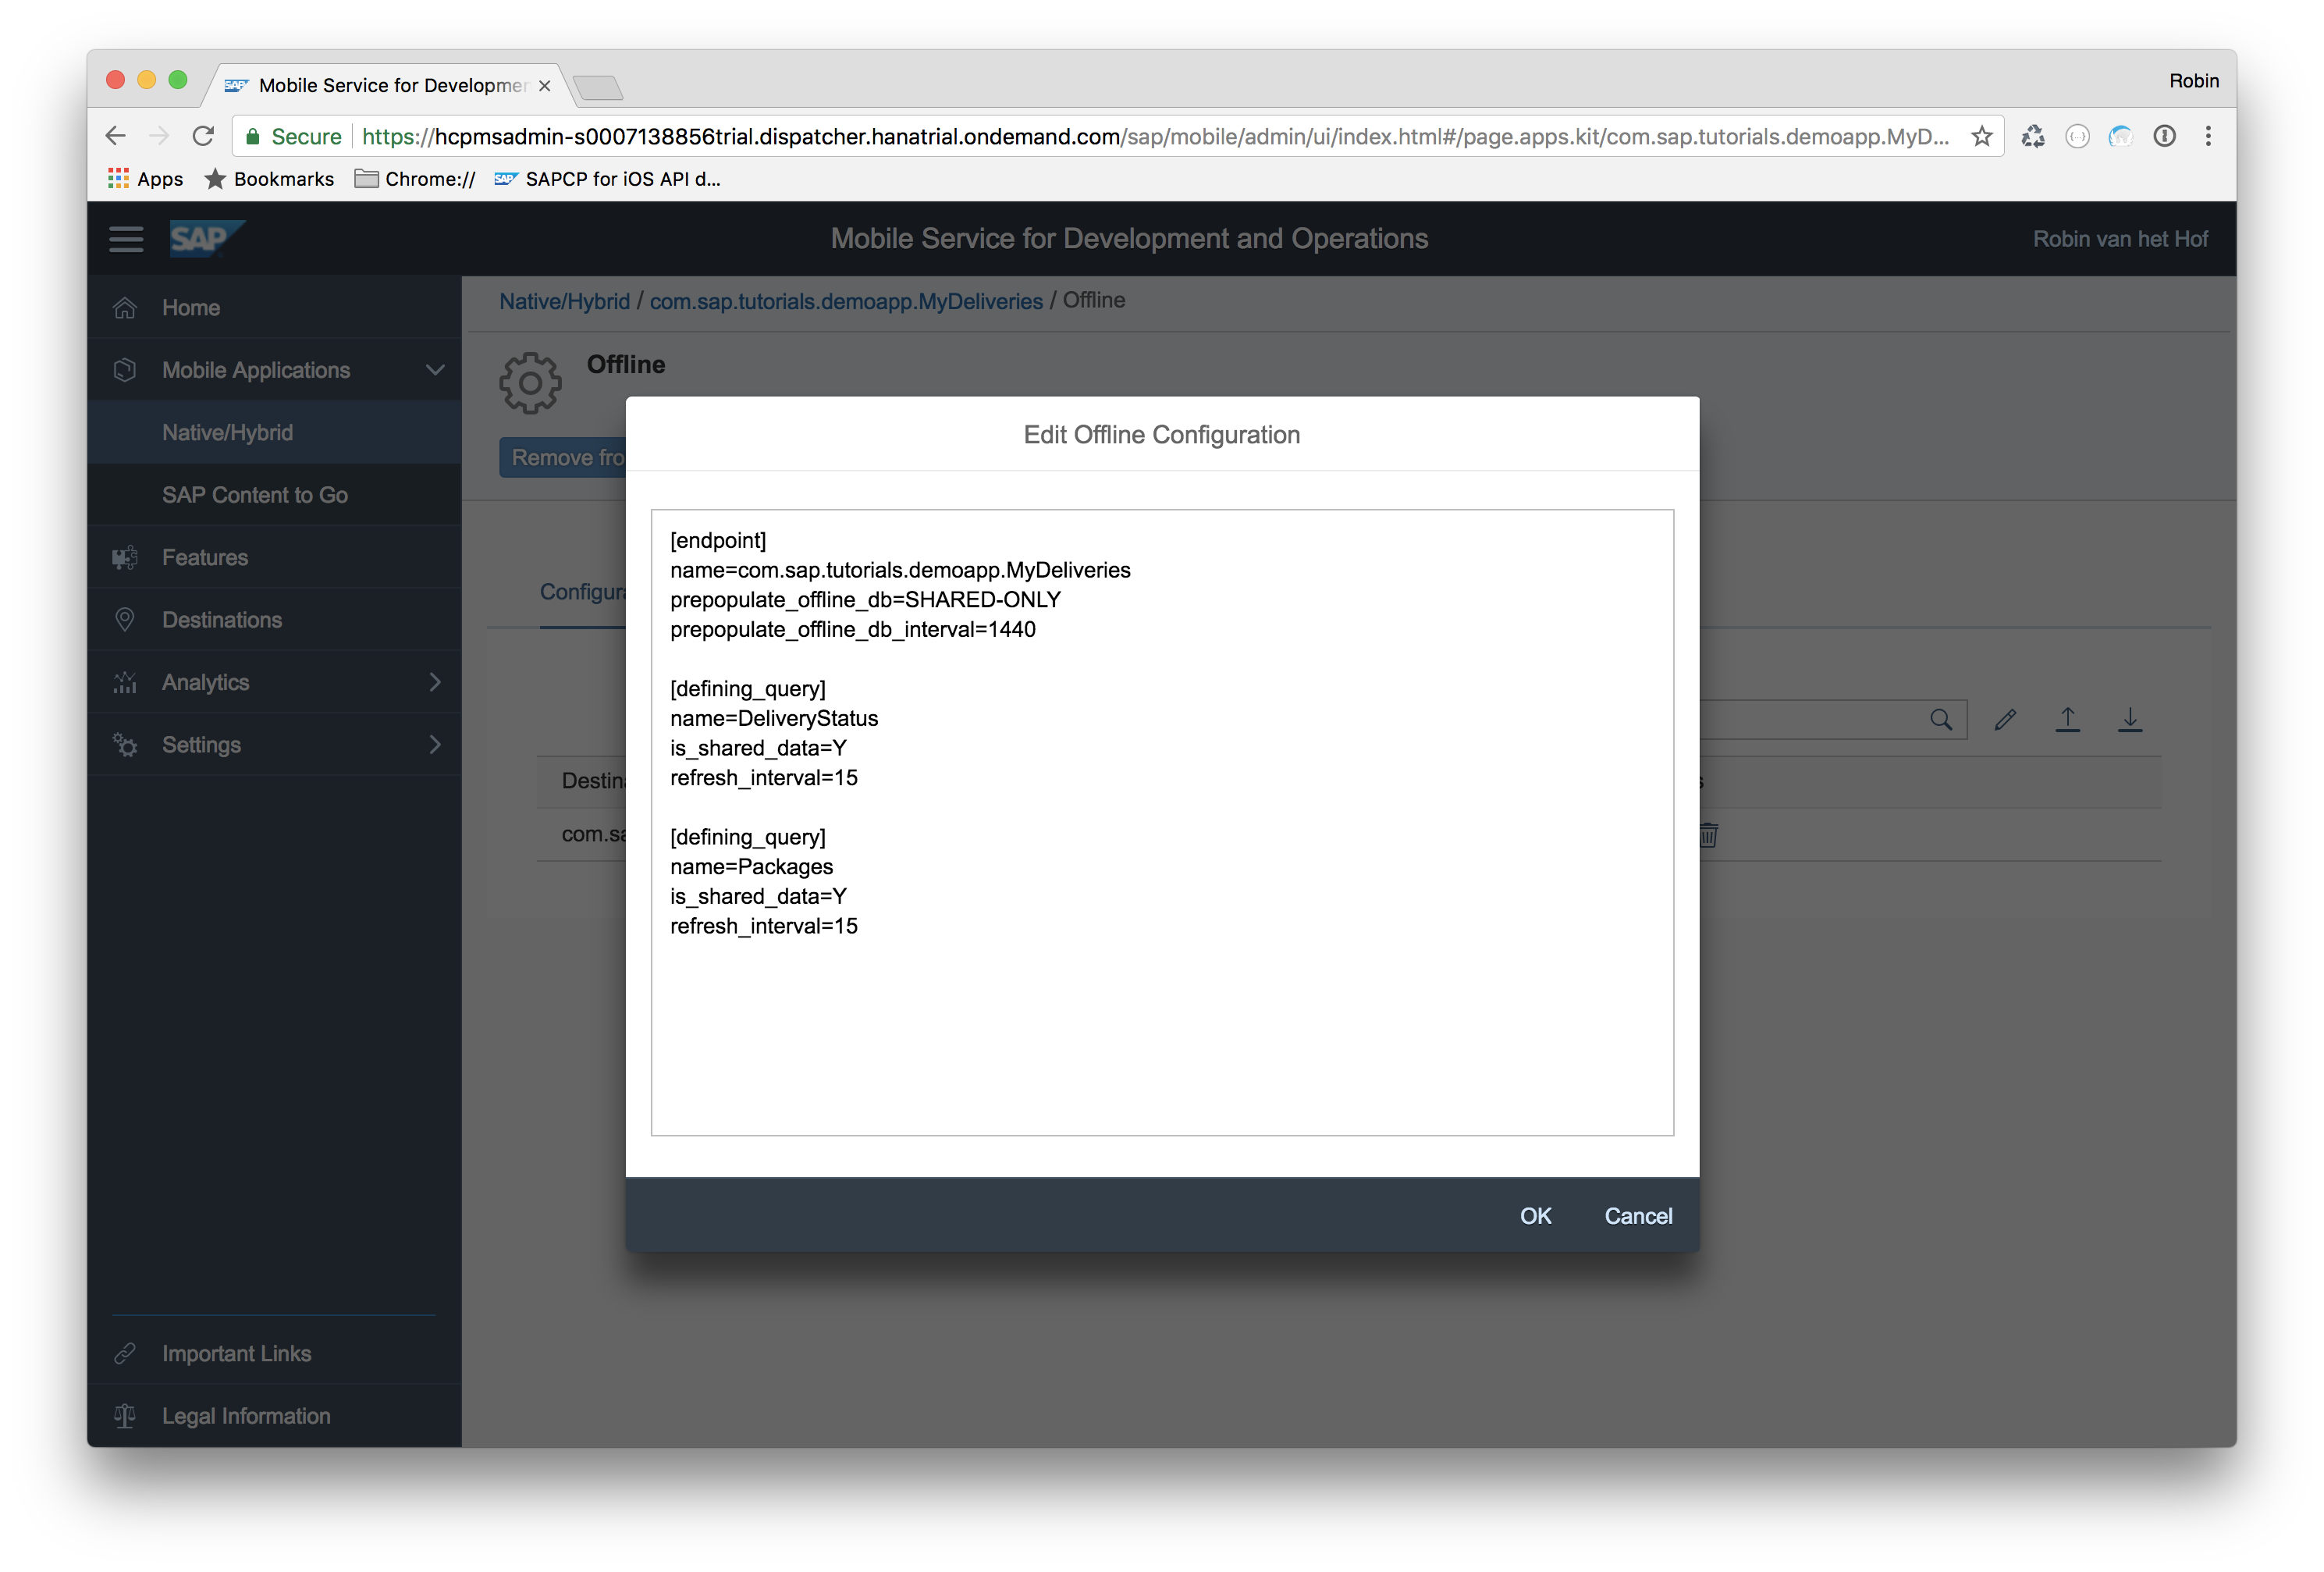 Mobile Service for Developmen
Robin
Secure
https://hcpmsadmin-s0007138856trial.dispatcher.hanatrial.ondemand.com/sap/mobile/admin/ui/index.html#/page.apps.kit/com.sap.tutorials.demoapp.MyD...
Apps
Bookmarks
Chrome://
SAP
SAPCP for iOS API d...
SAP
Mobile Service for Development and Operations
Robin van het Hof
Home
Mobile Applications
Native/Hybrid
SAP Content to Go
Features
Destinations
Analytics
Settings
Important Links
Legal Information
Native/Hybrid / com.sap.tutorials.demoapp.MyDeliveries / Offline
Offline
Remove fro
Configura
Destina
com.sa
s
Edit Offline Configuration
[endpoint]
name=com.sap.tutorials.demoapp.MyDeliveries
prepopulate_offline_db=SHARED-ONLY
prepopulate_offline_db_interval=1440
[defining_query]
name=DeliveryStatus
is_shared_data=Y
refresh_interval=15
[defining_query]
name=Packages
is_shared_data=Y
refresh_interval=15
OK
Cancel